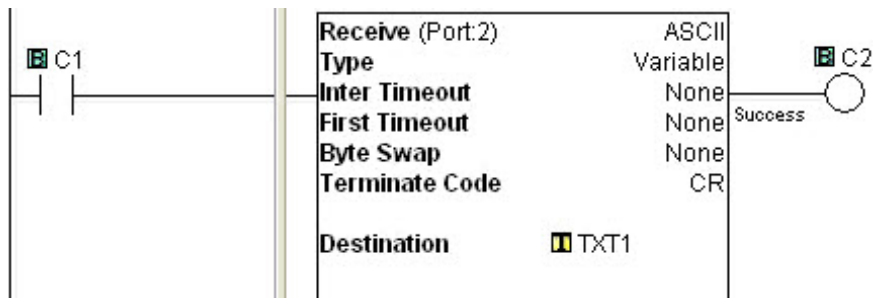 B C1
Receive (Port:2) ASCII
Type Variable
Inter Timeout None
First Timeout None
Byte Swap None
Terminate Code CR
Destination T TXT1
B C2
Success